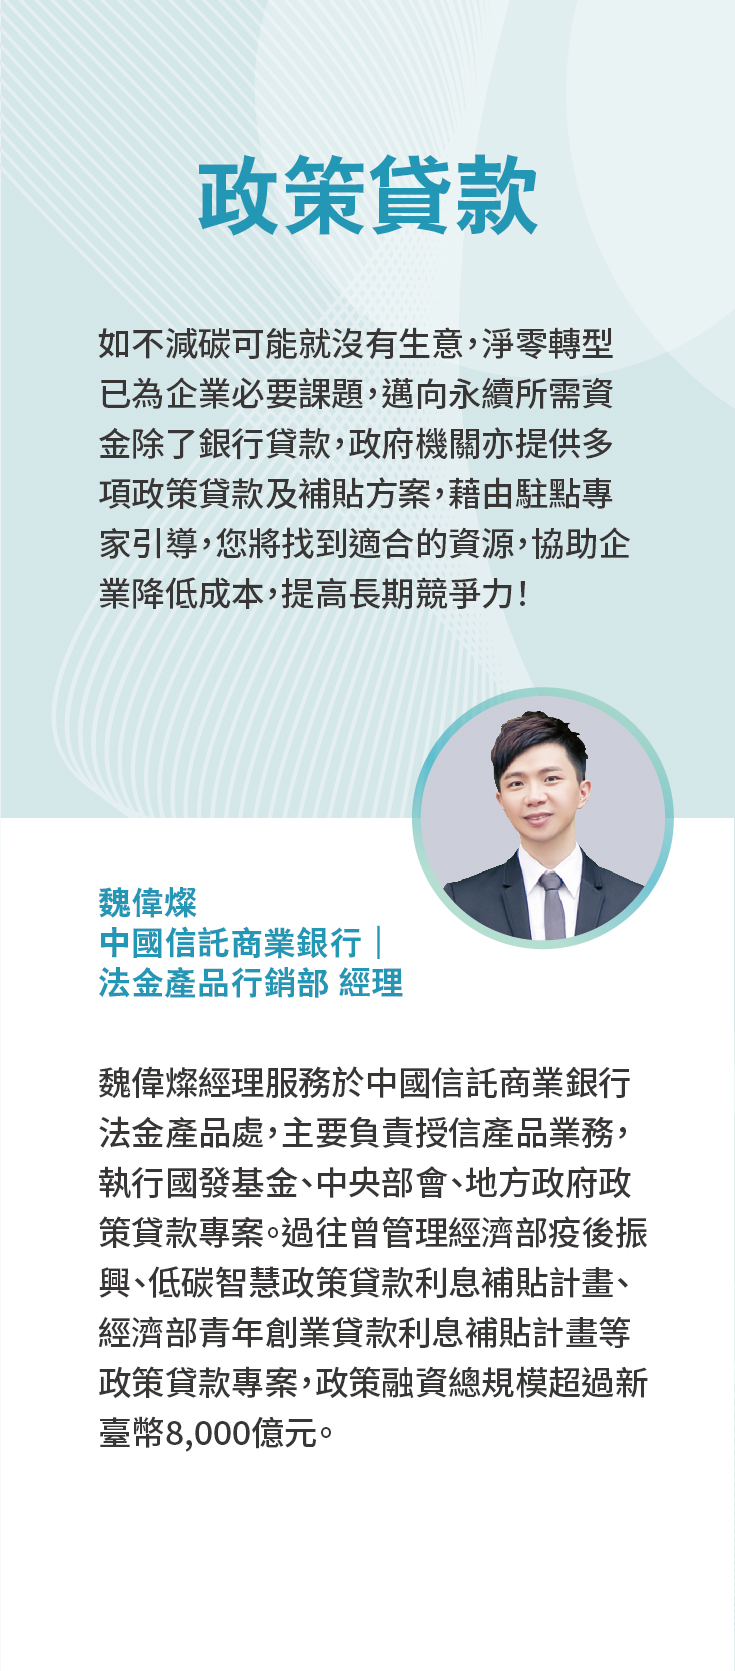 政策貸款
如不減碳可能就沒有生意，淨零轉型
已為企業必要課題，邁向永續所需資
金除了銀行貸款，政府機關亦提供多
項政策貸款及補貼方案，藉由駐點專
家引導，您將找到適合的資源，協助企
業降低成本，提高長期競爭力！
魏偉燦
中國信託商業銀行｜
法金產品行銷部 經理
魏偉燦經理服務於中國信託商業銀行
法金產品處，主要負責授信產品業務，
執行國發基金、中央部會、地方政府政
策貸款專案。過往曾管理經濟部疫後振
興、低碳智慧政策貸款利息補貼計畫、
經濟部青年創業貸款利息補貼計畫等
政策貸款專案，政策融資總規模超過新
臺幣8,000億元。